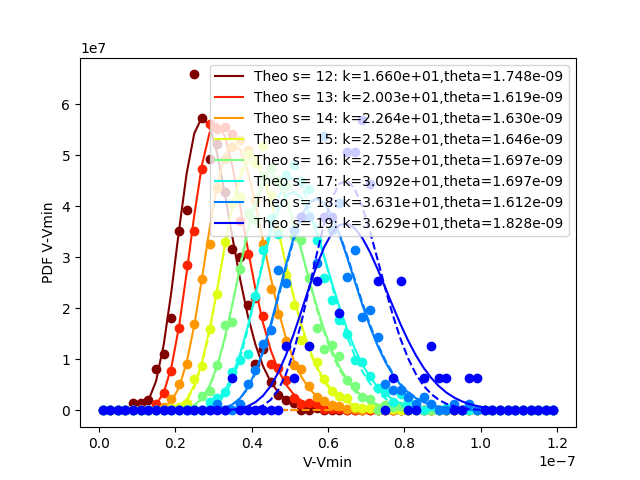 1e7
Theo s= 12: k=1.660e+01,theta=1.748e-09
Theo s= 13: k=2.003e+01,theta=1.619e-09
Theo s= 14: k=2.264e+01,theta=1.630e-09
Theo s= 15: k=2.528e+01,theta=1.646e-09
Theo s= 16: k=2.755e+01,theta=1.697e-09
Theo s= 17: k=3.092e+01,theta=1.697e-09
Theo s= 18: k=3.631e+01,theta=1.612e-09
Theo s= 19: k=3.629e+01,theta=1.828e-09
6
5
4
3
2
1
0
PDF V-Vmin
0.0 0.2 0.4 0.6 0.8 1.0 1.2
V-Vmin
1e−7